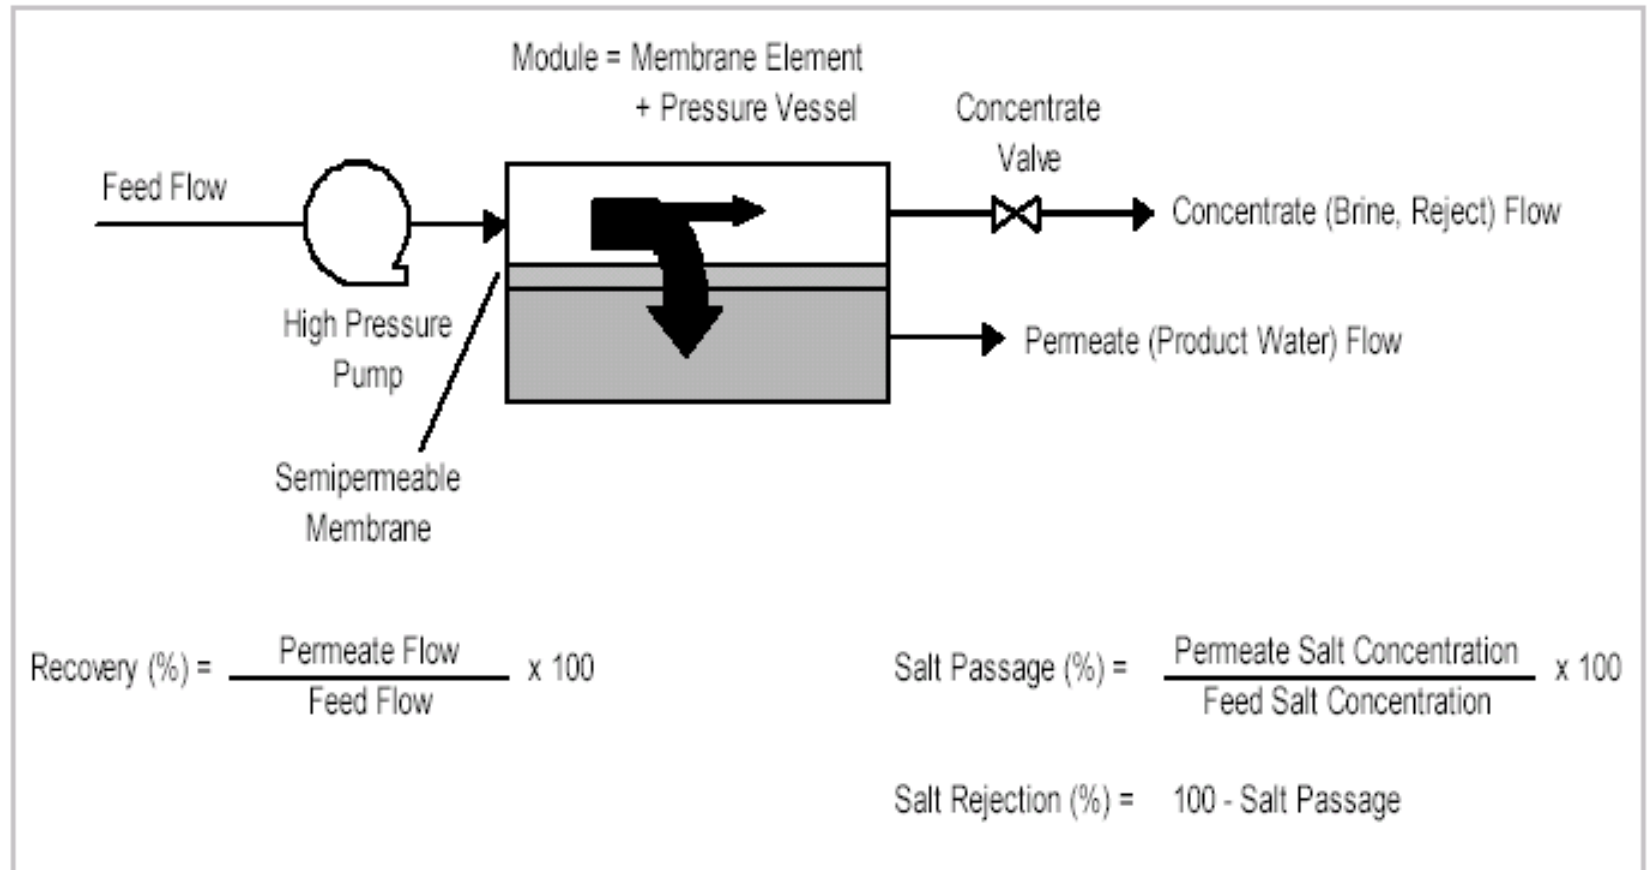 Module = Membrane Element
+ Pressure Vessel
Concentrate
Valve
Feed Flow
Concentrate (Brine, Reject) Flow
High Pressure
Pump
Permeate (Product Water) Flow
Semipermeable
Membrane
Recovery (%) = Permeate Flow x 100
Feed Flow
Salt Passage (%) = Permeate Salt Concentration x 100
Feed Salt Concentration
Salt Rejection (%) = 100 - Salt Passage